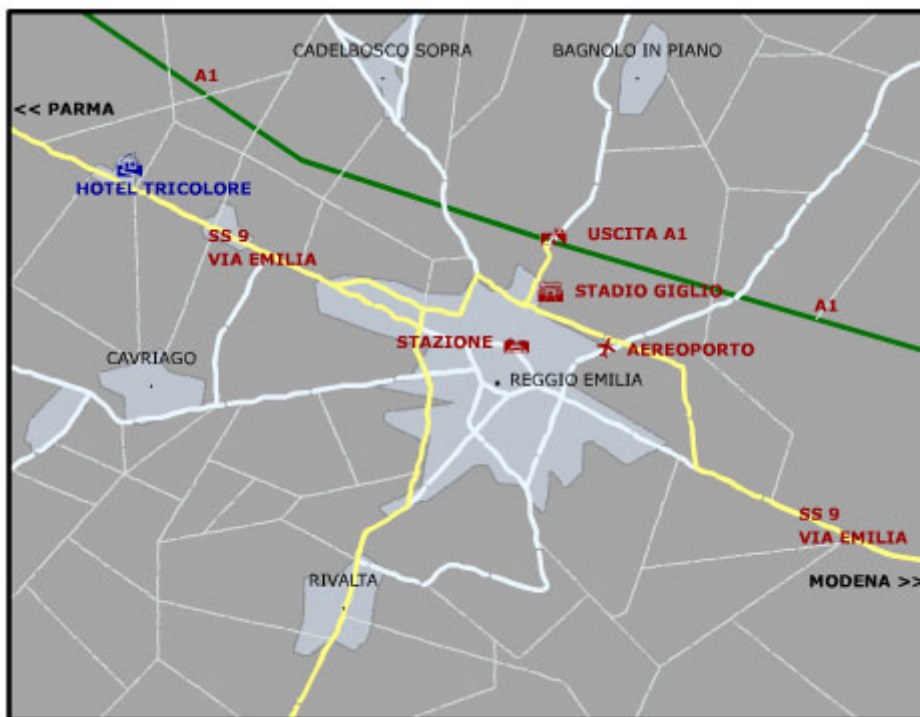 CADELBOSCO SOPRA
BAGNOLO IN PIANO
A1
<< PARMA
HOTEL TRICOLORE
SS 9
VIA EMILIA
USCITA A1
STADIO GIGLIO
A1
STAZIONE
AEREOPORTO
CAVRIAGO
REGGIO EMILIA
SS 9
VIA EMILIA
RIVALTA
MODENA >>